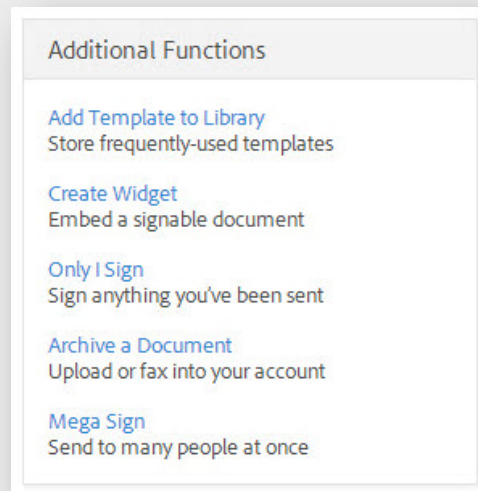 Additional Functions
Add Template to Library
Store frequently-used templates
Create Widget
Embed a signable document
Only I Sign
Sign anything you've been sent
Archive a Document
Upload or fax into your account
Mega Sign
Send to many people at once